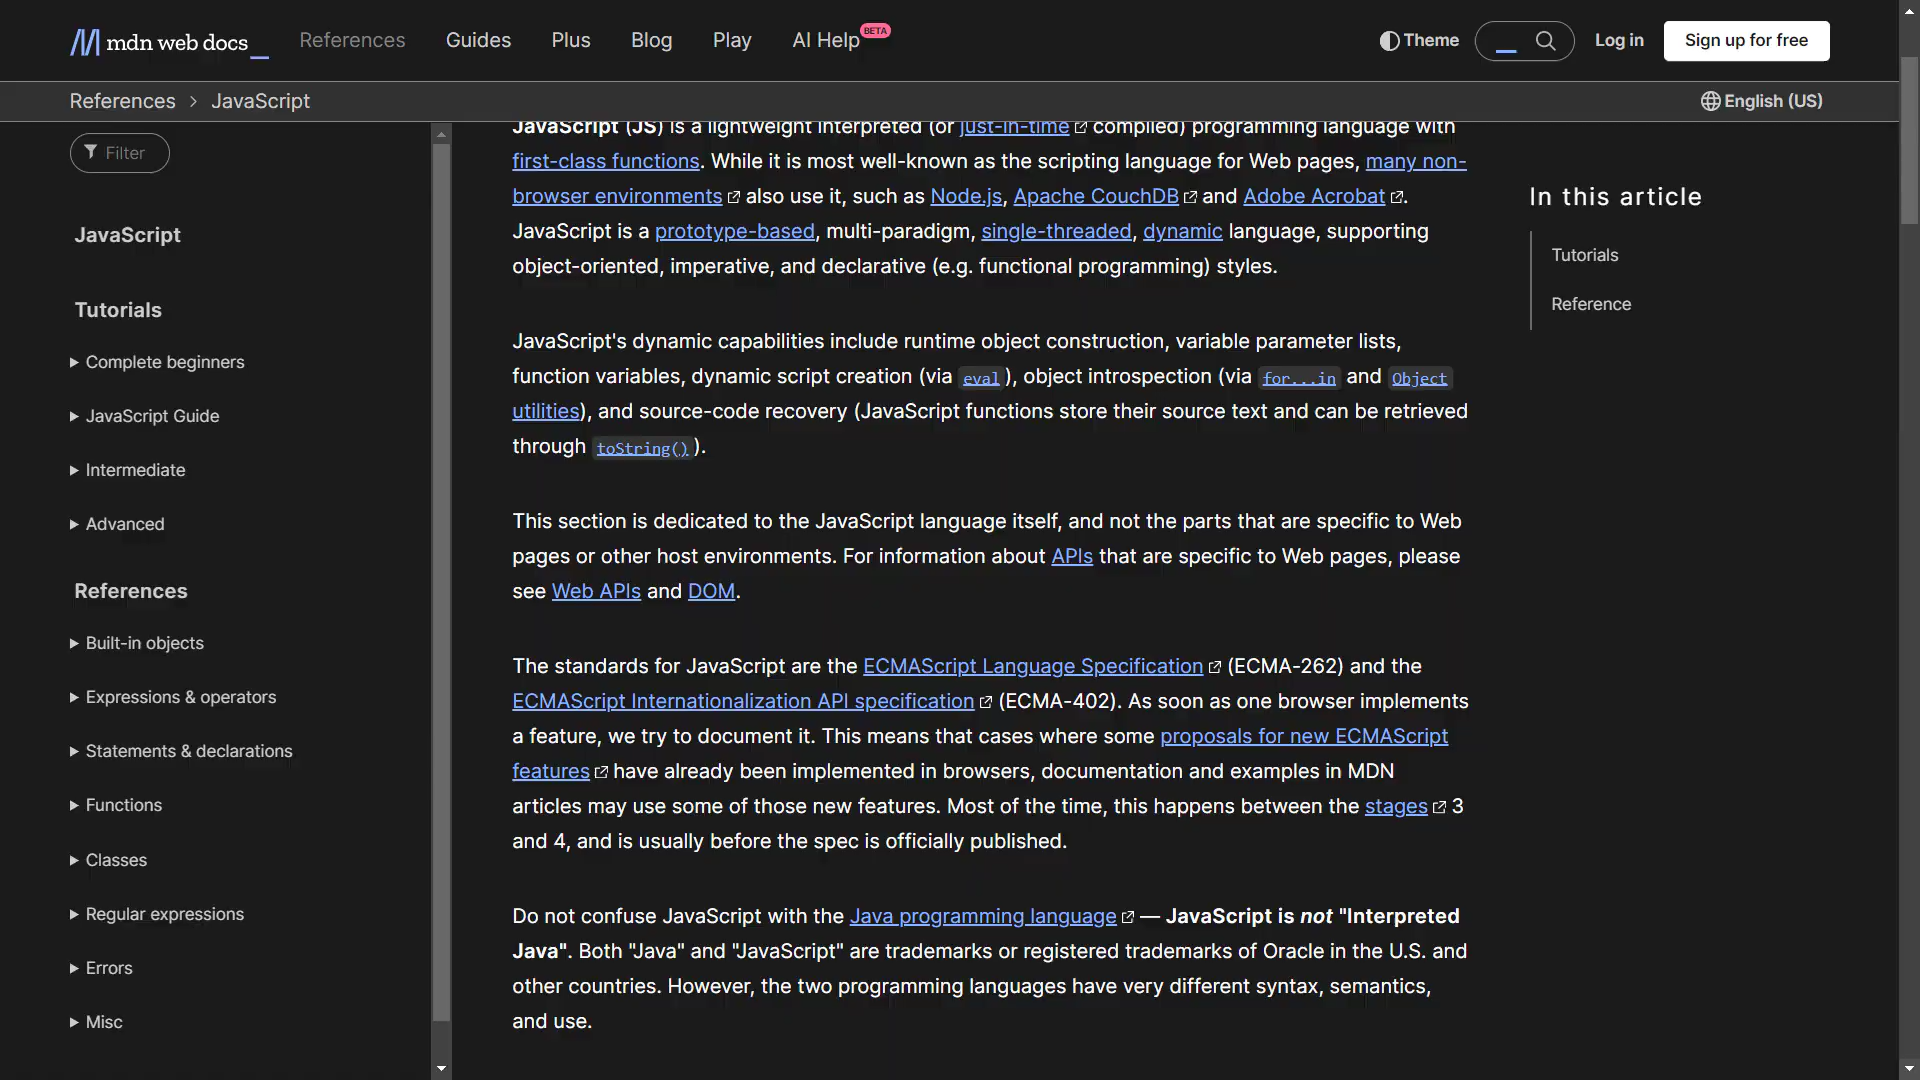 mdn web docs_
References
Guides
Plus
Blog
Play
AI Help BETA
Theme
Log in
Sign up for free
References > JavaScript
English (US)
Filter
JavaScript
Tutorials
Complete beginners
JavaScript Guide
Intermediate
Advanced
References
Built-in objects
Expressions & operators
Statements & declarations
Functions
Classes
Regular expressions
Errors
Misc
JavaScript (JS) is a lightweight interpreted (or just-in-time compiled) programming language with
first-class functions. While it is most well-known as the scripting language for Web pages, many non-
browser environments also use it, such as Node.js, Apache CouchDB and Adobe Acrobat.
JavaScript is a prototype-based, multi-paradigm, single-threaded, dynamic language, supporting
object-oriented, imperative, and declarative (e.g. functional programming) styles.
JavaScript's dynamic capabilities include runtime object construction, variable parameter lists,
function variables, dynamic script creation (via eval), object introspection (via for...in and Object
utilities), and source-code recovery (JavaScript functions store their source text and can be retrieved
through toString()).
This section is dedicated to the JavaScript language itself, and not the parts that are specific to Web
pages or other host environments. For information about APIs that are specific to Web pages, please
see Web APIs and DOM.
The standards for JavaScript are the ECMAScript Language Specification (ECMA-262) and the
ECMAScript Internationalization API specification (ECMA-402). As soon as one browser implements
a feature, we try to document it. This means that cases where some proposals for new ECMAScript
features have already been implemented in browsers, documentation and examples in MDN
articles may use some of those new features. Most of the time, this happens between the stages 3
and 4, and is usually before the spec is officially published.
Do not confuse JavaScript with the Java programming language — JavaScript is not "Interpreted
Java". Both "Java" and "JavaScript" are trademarks or registered trademarks of Oracle in the U.S. and
other countries. However, the two programming languages have very different syntax, semantics,
and use.
In this article
Tutorials
Reference